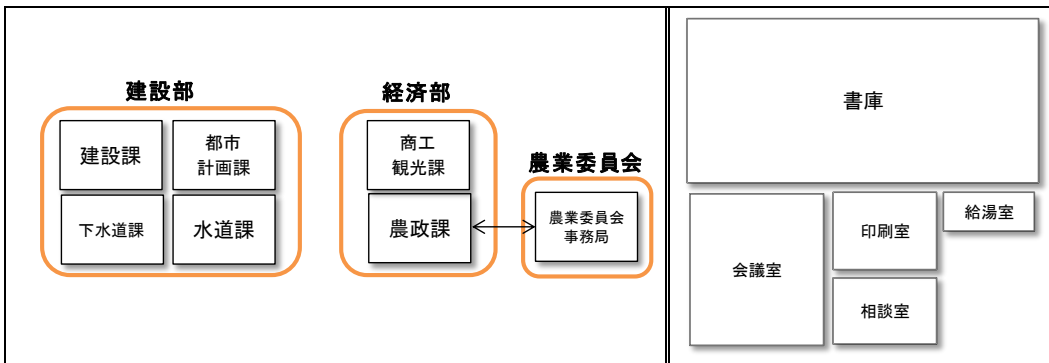 建設部
建設課
都市
計画課
下水道課
水道課
経済部
商工
観光課
農政課
農業委員会
農業委員会
事務局
書庫
会議室
印刷室
給湯室
相談室